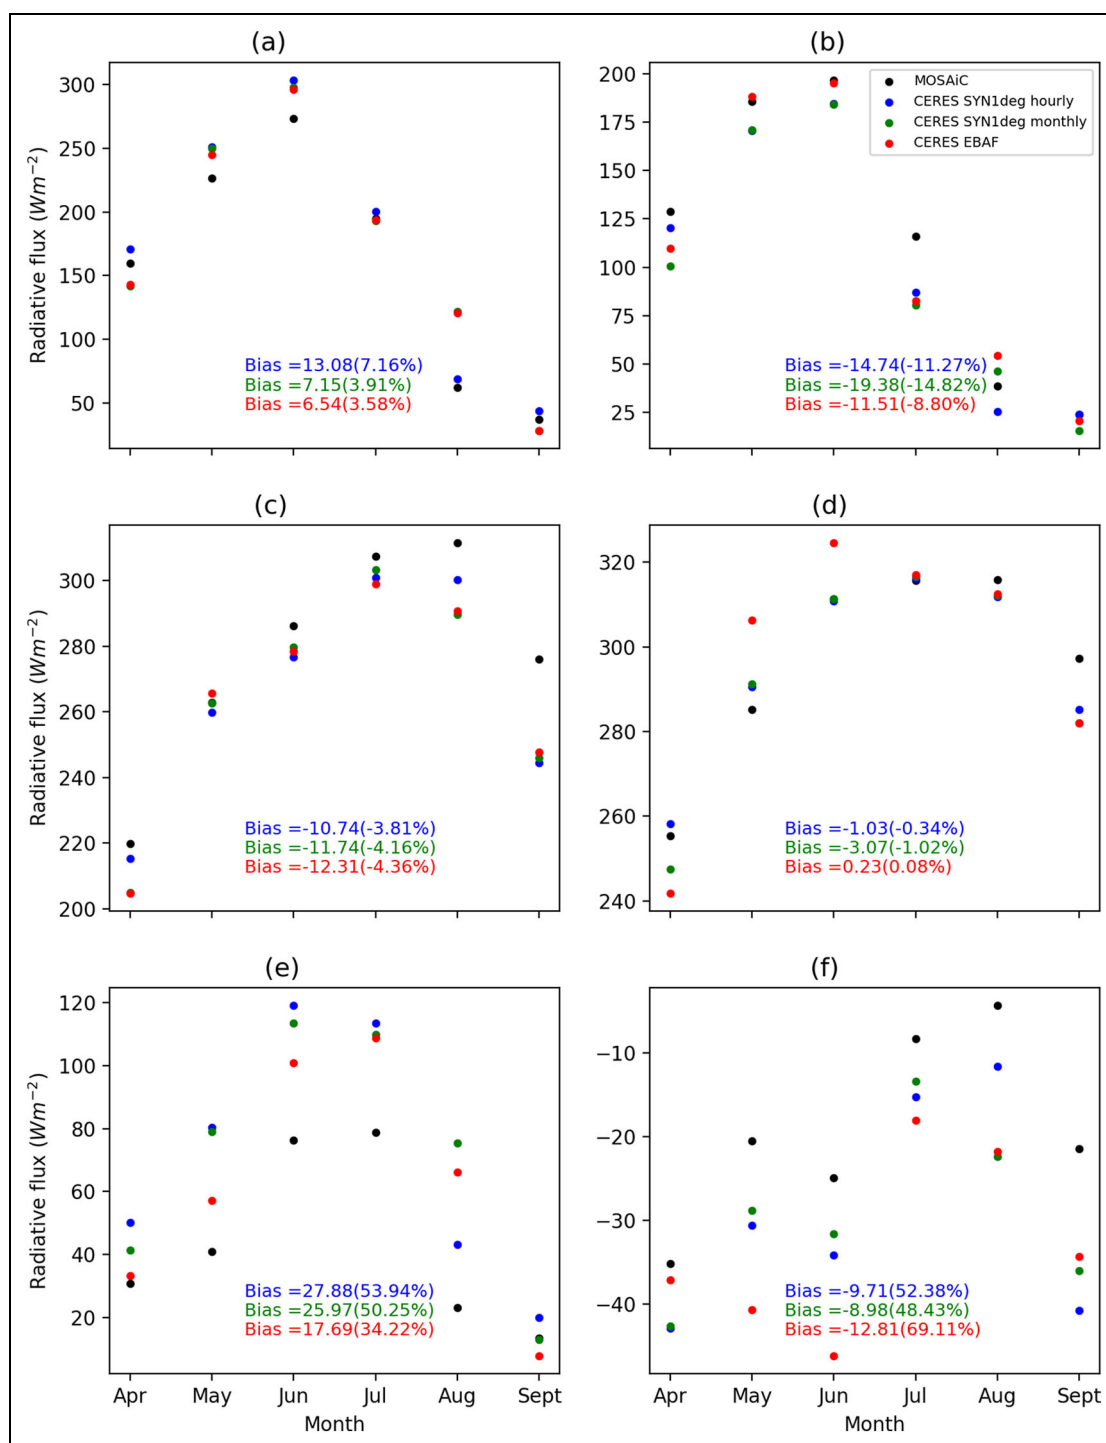 (a)
(b)
300
250
200
150
100
50
Radiative flux (Wm⁻²)
Bias =13.08(7.16%)
Bias =7.15(3.91%)
Bias =6.54(3.58%)
200
175
150
125
100
75
50
25
MOSAiC
CERES SYN1deg hourly
CERES SYN1deg monthly
CERES EBAF
Bias =-14.74(-11.27%)
Bias =-19.38(-14.82%)
Bias =-11.51(-8.80%)
(c)
(d)
300
280
260
240
220
200
Radiative flux (Wm⁻²)
Bias =-10.74(-3.81%)
Bias =-11.74(-4.16%)
Bias =-12.31(-4.36%)
320
300
280
260
240
Bias =-1.03(-0.34%)
Bias =-3.07(-1.02%)
Bias =0.23(0.08%)
(e)
(f)
120
100
80
60
40
20
Radiative flux (Wm⁻²)
Bias =27.88(53.94%)
Bias =25.97(50.25%)
Bias =17.69(34.22%)
Apr May Jun Jul Aug Sept
Month
−10
−20
−30
−40
Bias =-9.71(52.38%)
Bias =-8.98(48.43%)
Bias =-12.81(69.11%)
Apr May Jun Jul Aug Sept
Month